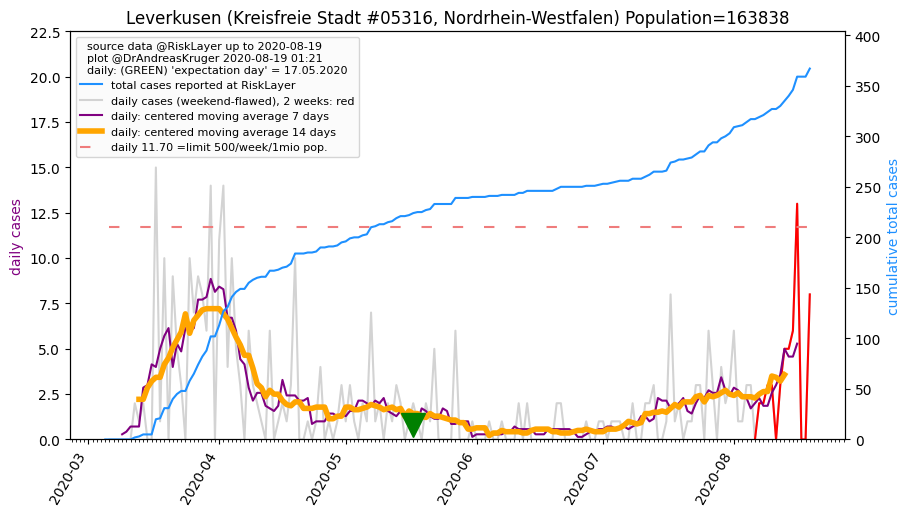 Leverkusen (Kreisfreie Stadt #05316, Nordrhein-Westfalen) Population=163838
source data @RiskLayer up to 2020-08-19
plot @DrAndreasKruger 2020-08-19 01:21
daily: (GREEN) 'expectation day' = 17.05.2020
total cases reported at RiskLayer
daily cases (weekend-flawed), 2 weeks: red
daily: centered moving average 7 days
daily: centered moving average 14 days
daily 11.70 =limit 500/week/1mio pop.
daily cases
22.5
20.0
17.5
15.0
12.5
10.0
7.5
5.0
2.5
0.0
400
350
300
250
200
150
100
50
0
cumulative total cases
2020-03
2020-04
2020-05
2020-06
2020-07
2020-08